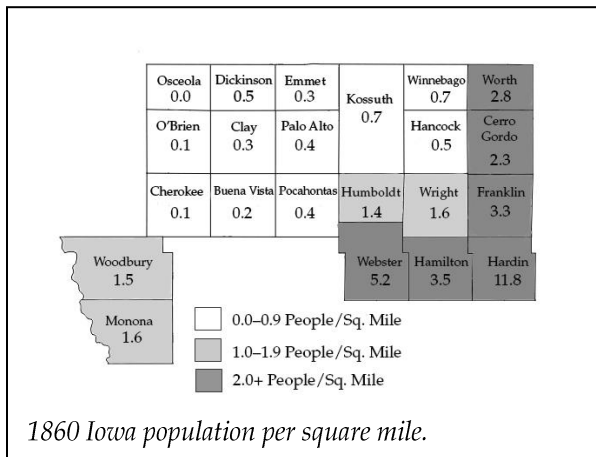 Osceola Dickinson Emmet Kossuth Winnebago Worth
0.0 0.5 0.3 0.7 0.7 2.8
O'Brien Clay Palo Alto Hancock Cerro Gordo
0.1 0.3 0.4 0.5 2.3
Cherokee Buena Vista Pocahontas Humboldt Wright Franklin
0.1 0.2 0.4 1.4 1.6 3.3
Woodbury Webster Hamilton Hardin
1.5 5.2 3.5 11.8
Monona
1.6
0.0–0.9 People/Sq. Mile
1.0–1.9 People/Sq. Mile
2.0+ People/Sq. Mile
1860 Iowa population per square mile.